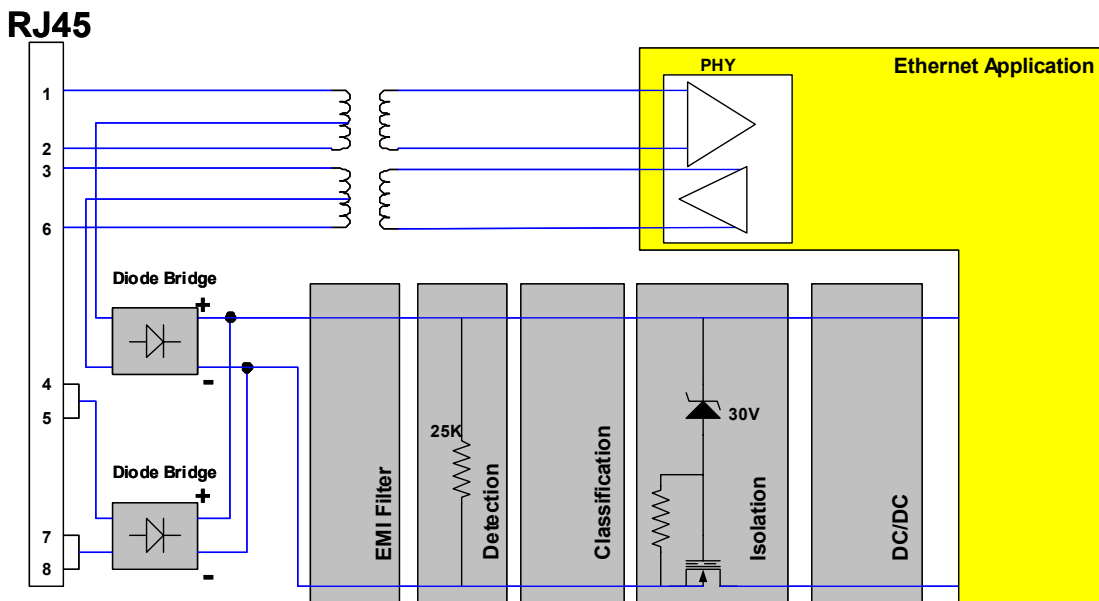 RJ45
PHY
Ethernet Application
1
2
3
6
Diode Bridge
+
-
4
5
25K
30V
Diode Bridge
+
-
7
8
EMI Filter
Detection
Classification
Isolation
DC/DC